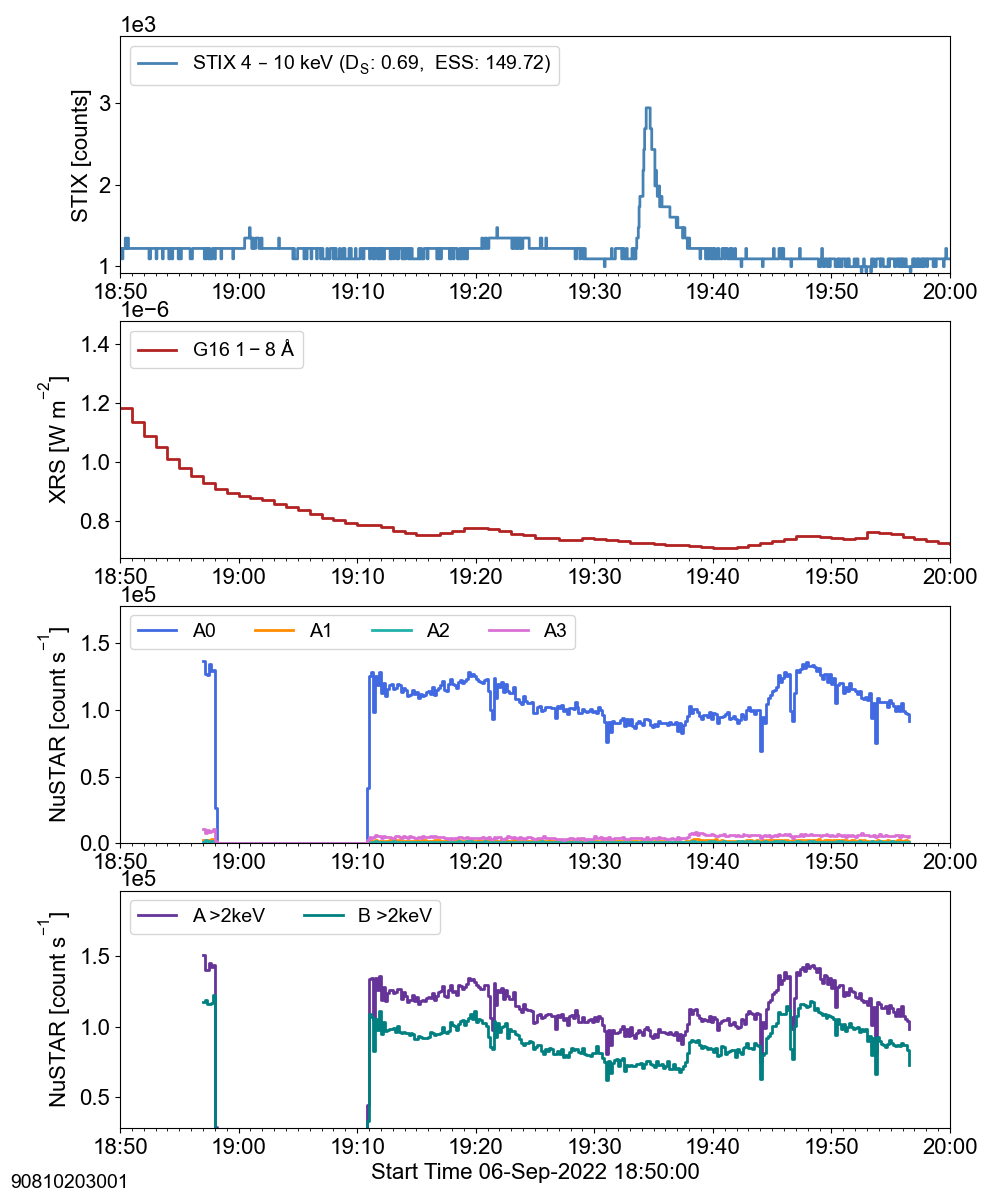 1e3
STIX 4 – 10 keV (D_S: 0.69, ESS: 149.72)
STIX [counts]
3
2
1
18:50 19:00 19:10 19:20 19:30 19:40 19:50 20:00
1e−6
G16 1 − 8 Å
XRS [W m⁻²]
1.4
1.2
1.0
0.8
18:50 19:00 19:10 19:20 19:30 19:40 19:50 20:00
1e5
A0 A1 A2 A3
NuSTAR [count s⁻¹]
1.5
1.0
0.5
0.0
18:50 19:00 19:10 19:20 19:30 19:40 19:50 20:00
1e5
A >2keV B >2keV
NuSTAR [count s⁻¹]
1.5
1.0
0.5
18:50 19:00 19:10 19:20 19:30 19:40 19:50 20:00
Start Time 06-Sep-2022 18:50:00
90810203001